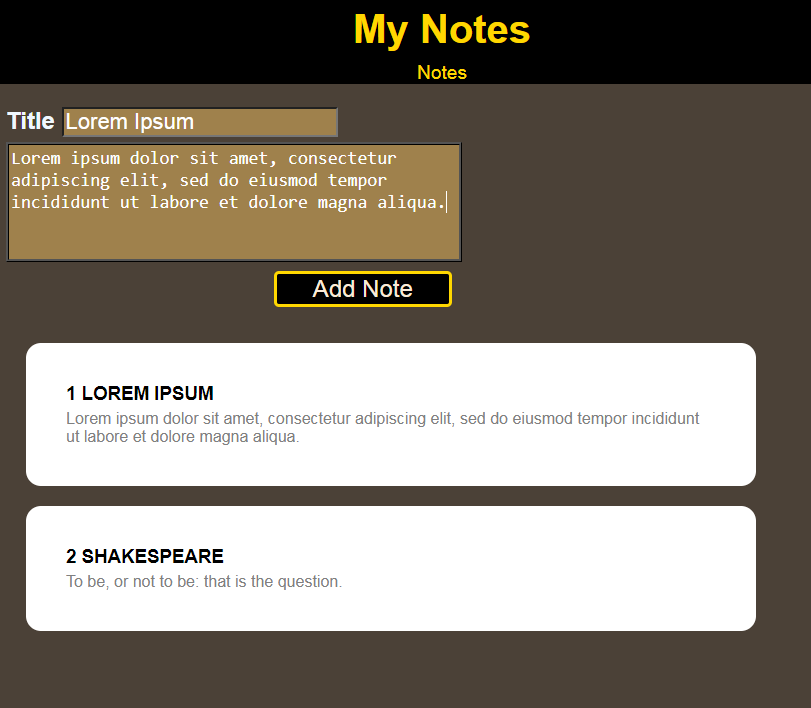 My Notes
Notes
Title Lorem Ipsum
Lorem ipsum dolor sit amet, consectetur
adipiscing elit, sed do eiusmod tempor
incididunt ut labore et dolore magna aliqua.
Add Note
1 LOREM IPSUM
Lorem ipsum dolor sit amet, consectetur adipiscing elit, sed do eiusmod tempor incididunt
ut labore et dolore magna aliqua.
2 SHAKESPEARE
To be, or not to be: that is the question.